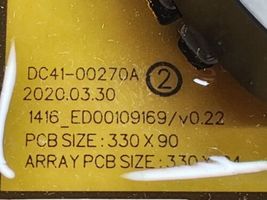 DC41-00270A ②
2020.03.30
1416_ED00109169/v0.22
PCB SIZE : 330 X 90
ARRAY PCB SIZE : 330 X